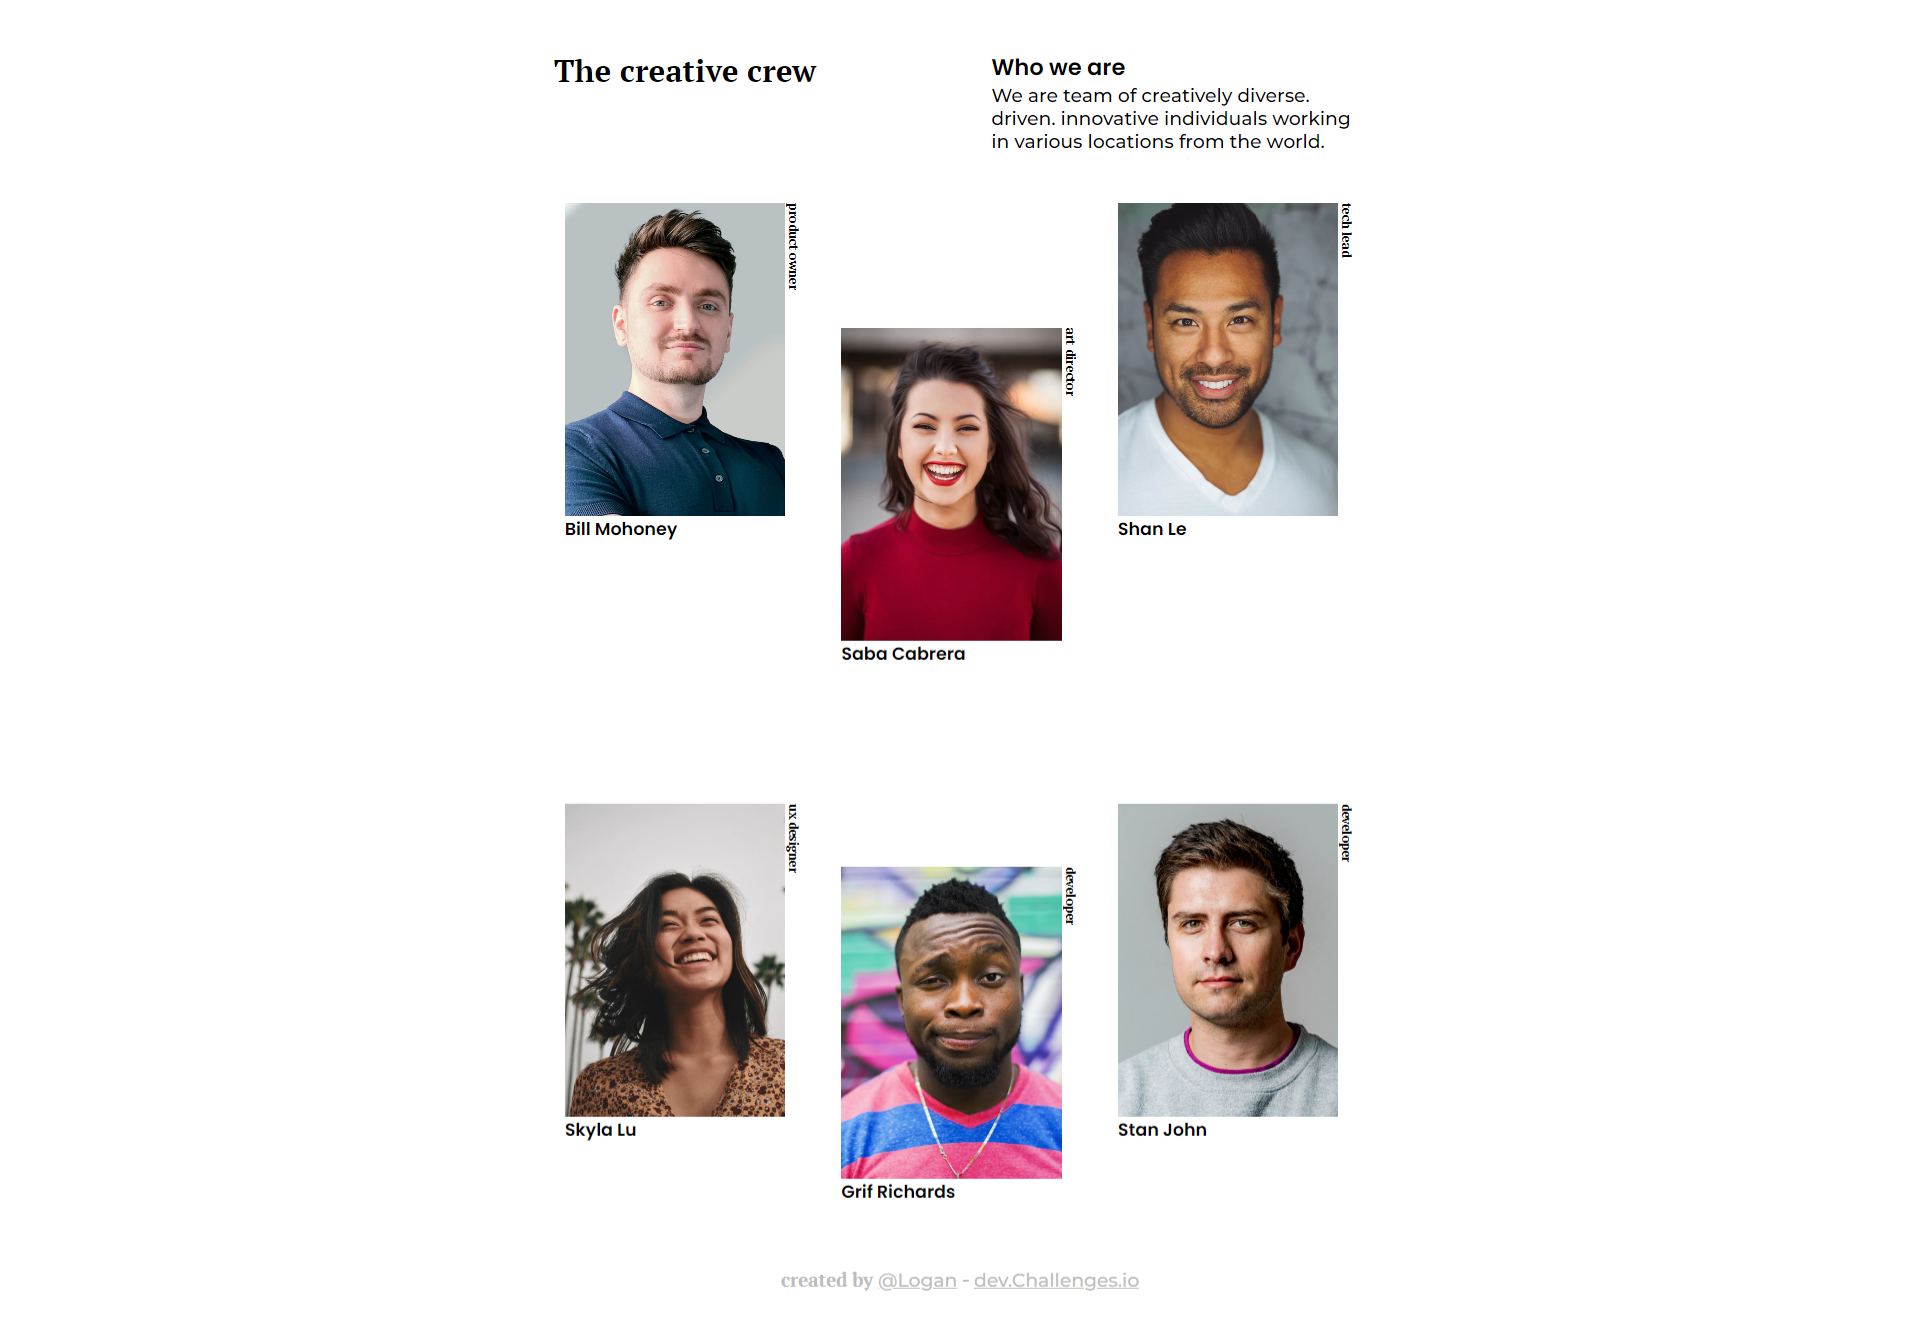 The creative crew
Who we are
We are team of creatively diverse.
driven. innovative individuals working
in various locations from the world.
product owner
Bill Mohoney
art director
Saba Cabrera
tech lead
Shan Le
ux designer
Skyla Lu
developer
Grif Richards
developer
Stan John
created by @Logan - dev.Challenges.io